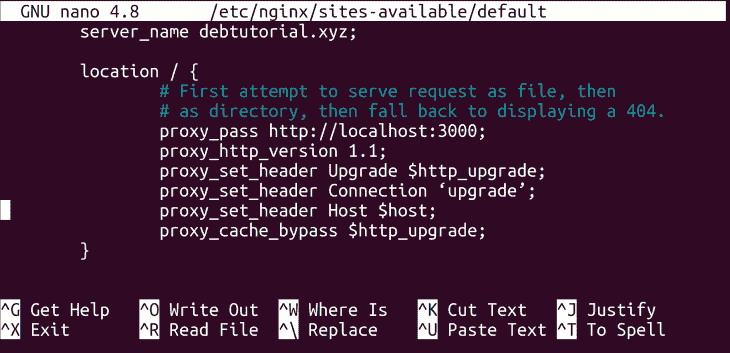 GNU nano 4.8 /etc/nginx/sites-available/default
server_name debtutorial.xyz;
location / {
# First attempt to serve request as file, then
# as directory, then fall back to displaying a 404.
proxy_pass http://localhost:3000;
proxy_http_version 1.1;
proxy_set_header Upgrade $http_upgrade;
proxy_set_header Connection ‘upgrade’;
proxy_set_header Host $host;
proxy_cache_bypass $http_upgrade;
}
^G Get Help ^O Write Out ^W Where Is ^K Cut Text ^J Justify
^X Exit ^R Read File ^\ Replace ^U Paste Text ^T To Spell